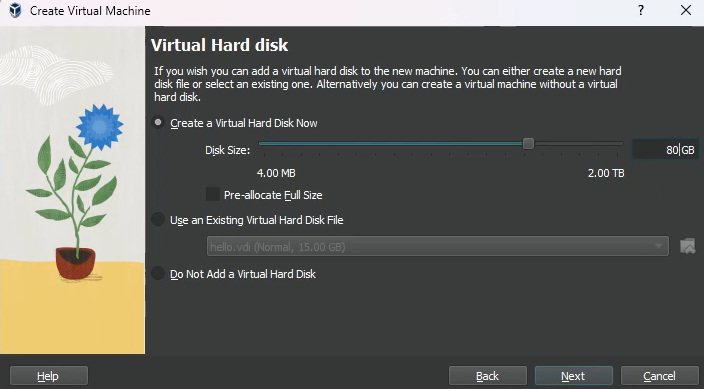 Create Virtual Machine
Virtual Hard disk
If you wish you can add a virtual hard disk to the new machine. You can either create a new hard
disk file or select an existing one. Alternatively you can create a virtual machine without a virtual
hard disk.
Create a Virtual Hard Disk Now
Disk Size:
80 GB
4.00 MB
2.00 TB
Pre-allocate Full Size
Use an Existing Virtual Hard Disk File
hello.vdi (Normal, 15.00 GB)
Do Not Add a Virtual Hard Disk
Help
Back
Next
Cancel